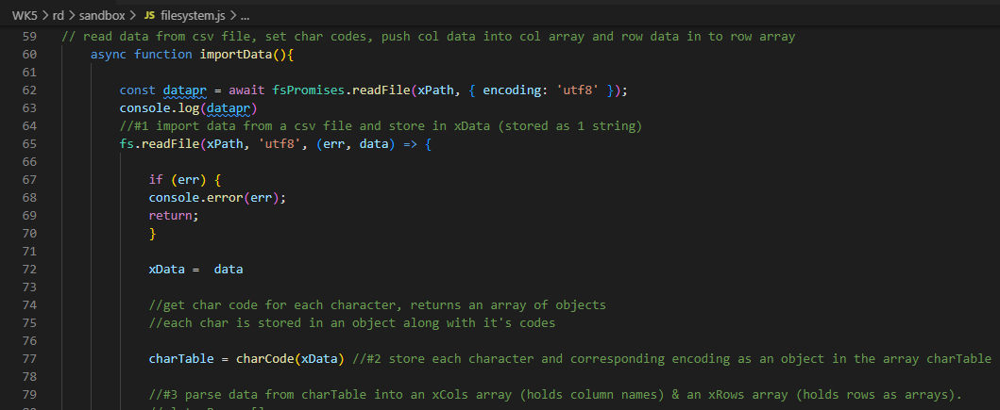 WK5 > rd > sandbox > JS filesystem.js > ...
59 // read data from csv file, set char codes, push col data into col array and row data in to row array
60 async function importData(){
61
62 const datapr = await fsPromises.readFile(xPath, { encoding: 'utf8' });
63 console.log(datapr)
64 //#1 import data from a csv file and store in xData (stored as 1 string)
65 fs.readFile(xPath, 'utf8', (err, data) => {
66
67 if (err) {
68 console.error(err);
69 return;
70 }
71
72 xData =  data
73
74 //get char code for each character, returns an array of objects
75 //each char is stored in an object along with it's codes
76
77 charTable = charCode(xData) //#2 store each character and corresponding encoding as an object in the array charTable
78
79 //#3 parse data from charTable into an xCols array (holds column names) & an xRows array (holds rows as arrays).